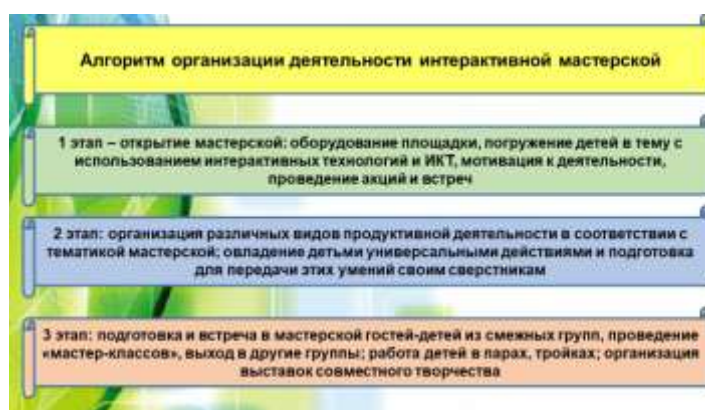 Алгоритм организации деятельности интерактивной мастерской
1 этап – открытие мастерской: оборудование площадки, погружение детей в тему с
использованием интерактивных технологий и ИКТ, мотивация к деятельности,
проведение акций и встреч
2 этап: организация различных видов продуктивной деятельности в соответствии с
тематикой мастерской; овладение детьми универсальными действиями и подготовка
для передачи этих умений своим сверстникам
3 этап: подготовка и встреча в мастерской гостей-детей из смежных групп, проведение
«мастер-классов», выход в другие группы; работа детей в парах, тройках; организация
выставок совместного творчества